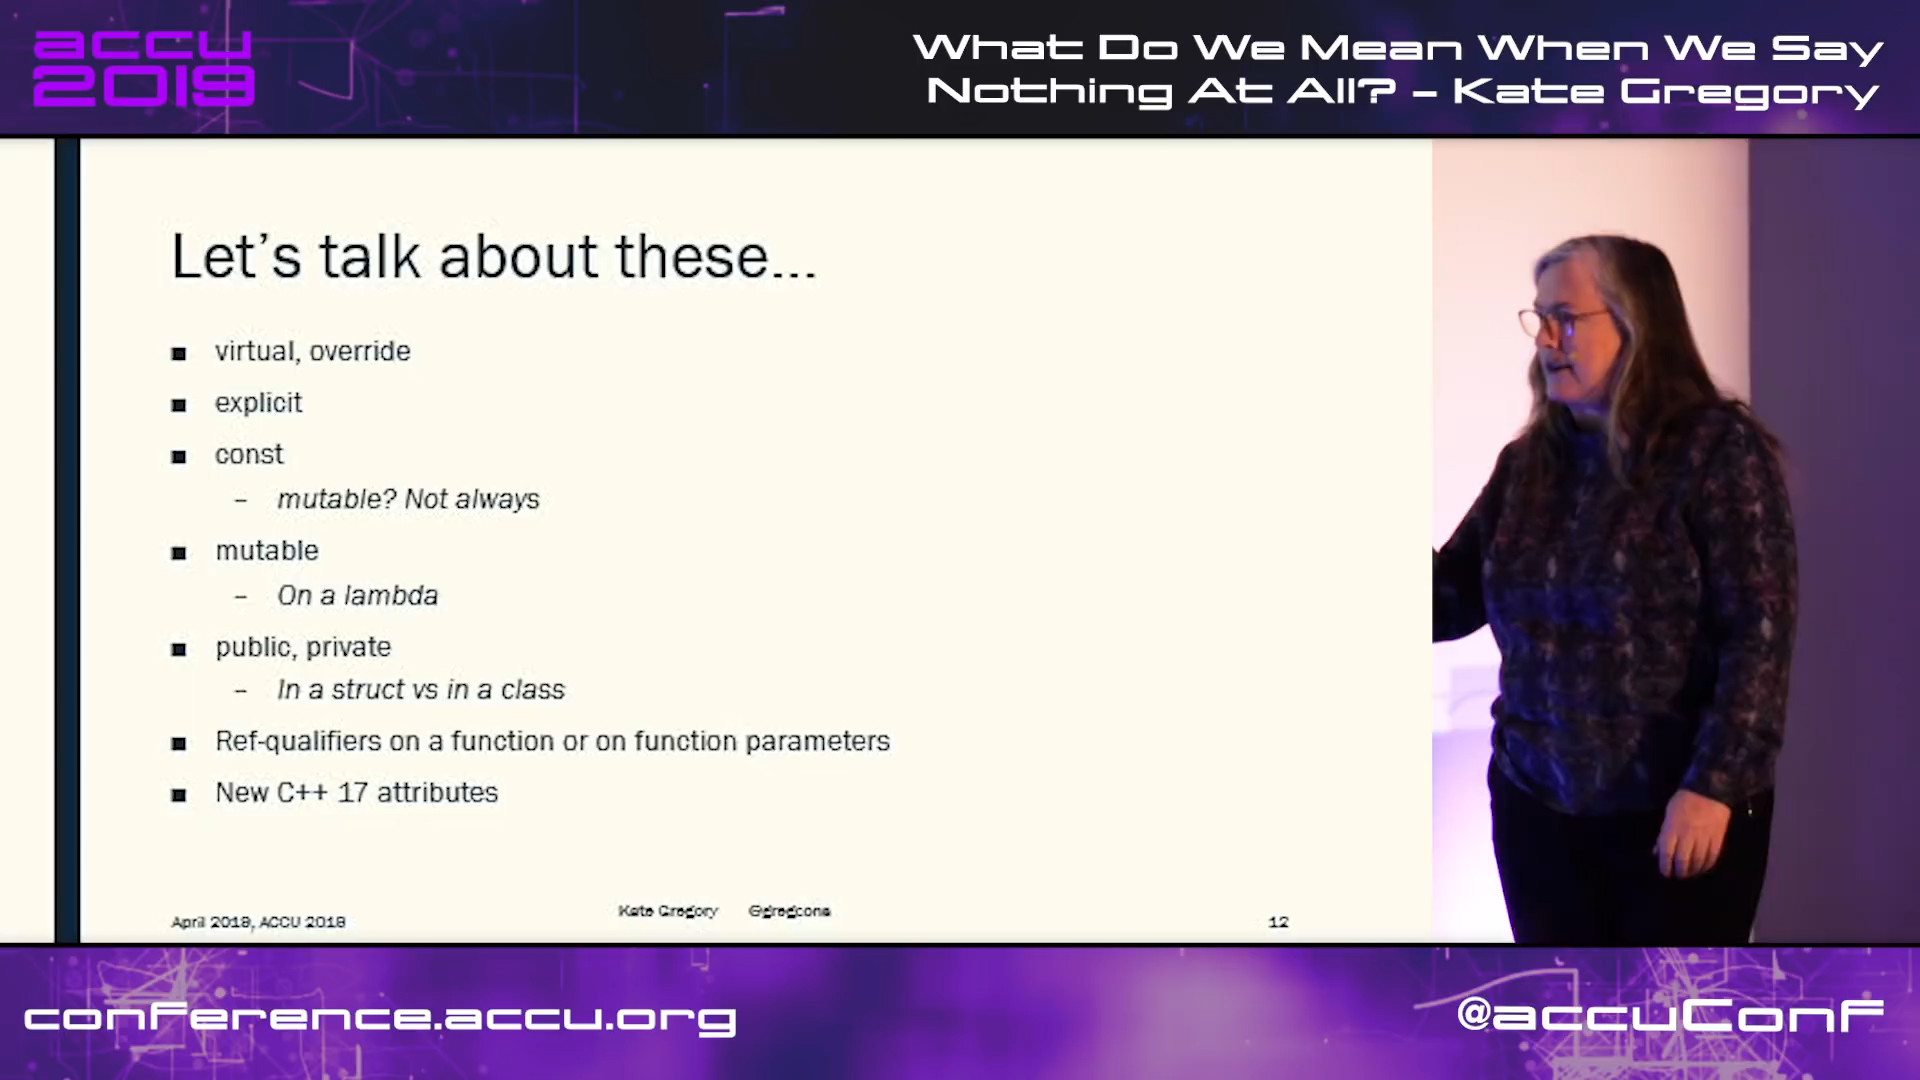 accu
2019
What Do We Mean When We Say
Nothing At All? - Kate Gregory
Let's talk about these...
■ virtual, override
■ explicit
■ const
– mutable? Not always
■ mutable
– On a lambda
■ public, private
– In a struct vs in a class
■ Ref-qualifiers on a function or on function parameters
■ New C++ 17 attributes
April 2019, ACCU 2019
Kate Gregory @gregcons
12
conference.accu.org
@accuConf